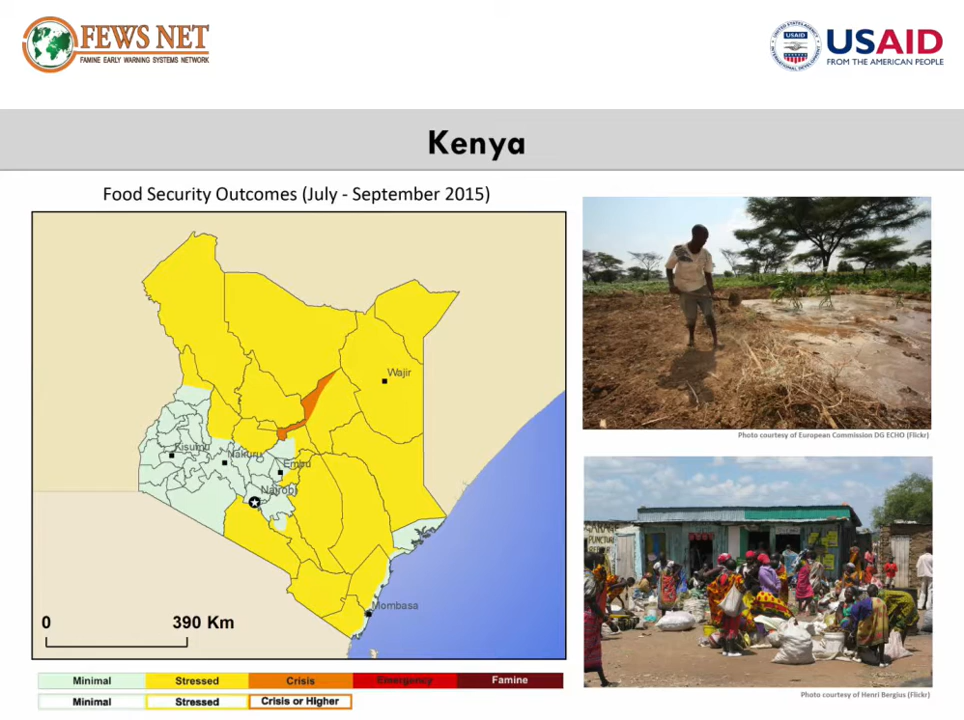 FEWS NET
FAMINE EARLY WARNING SYSTEMS NETWORK
USAID
FROM THE AMERICAN PEOPLE
Kenya
Food Security Outcomes (July - September 2015)
Wajir
Kisumu
Nakuru
Embu
Nairobi
Mombasa
0 390 Km
Minimal Stressed Crisis Emergency Famine
Minimal Stressed Crisis or Higher
Photo courtesy of European Commission DG ECHO (Flickr)
PUNCTURE
Photo courtesy of Henri Bergius (Flickr)